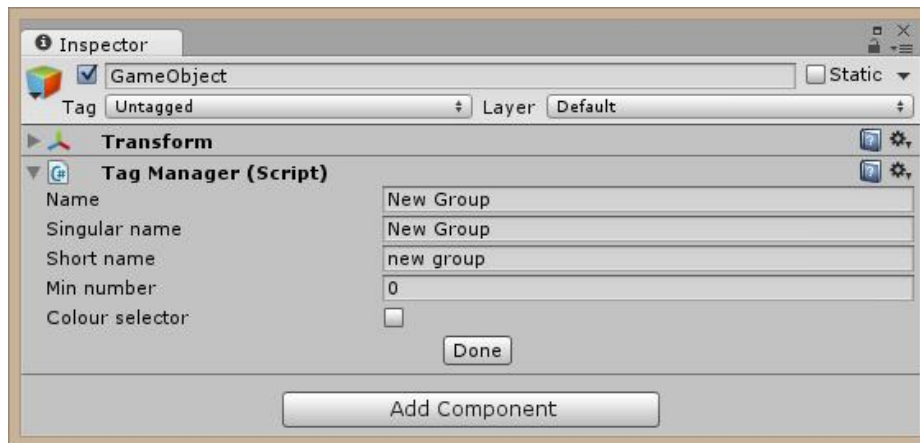 Inspector
GameObject Static
Tag Untagged Layer Default
Transform
Tag Manager (Script)
Name New Group
Singular name New Group
Short name new group
Min number 0
Colour selector
Done
Add Component